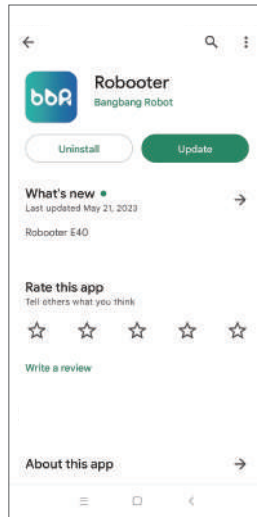 bbR
Robooter
Bangbang Robot
Uninstall
Update
What's new
Last updated May 21, 2023
Robooter E40
Rate this app
Tell others what you think
Write a review
About this app